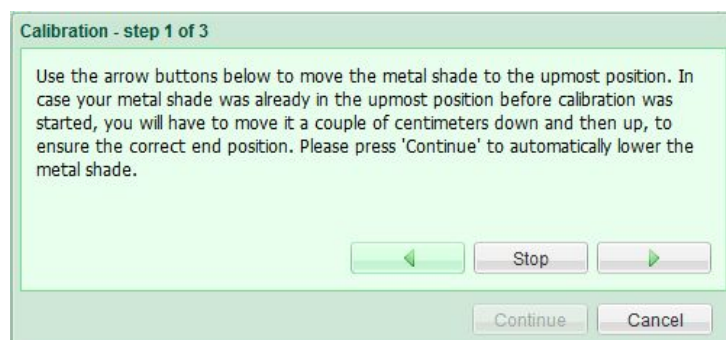 Calibration - step 1 of 3
Use the arrow buttons below to move the metal shade to the upmost position. In
case your metal shade was already in the upmost position before calibration was
started, you will have to move it a couple of centimeters down and then up, to
ensure the correct end position. Please press 'Continue' to automatically lower the
metal shade.
Stop
Continue Cancel